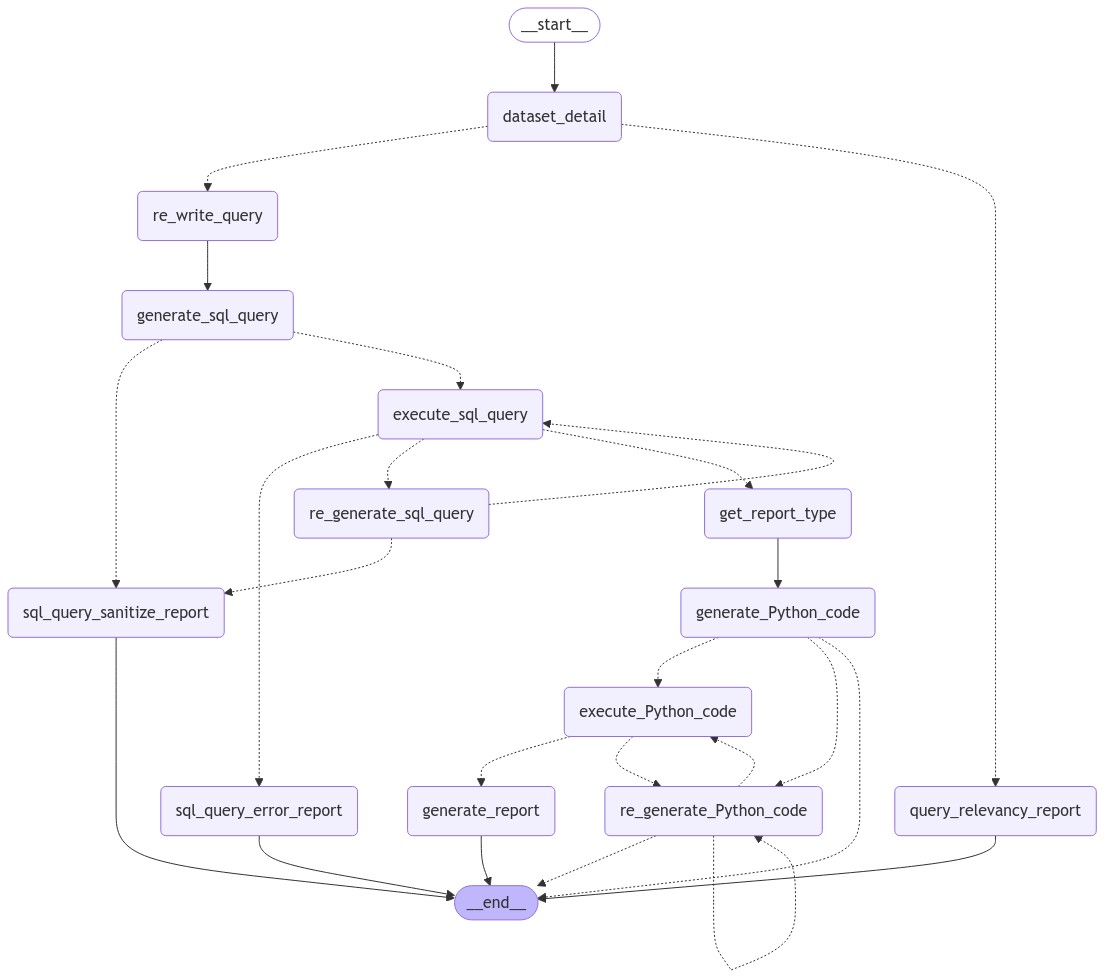 __start__
dataset_detail
re_write_query
generate_sql_query
execute_sql_query
re_generate_sql_query
get_report_type
sql_query_sanitize_report
generate_Python_code
execute_Python_code
sql_query_error_report
generate_report
re_generate_Python_code
query_relevancy_report
__end__